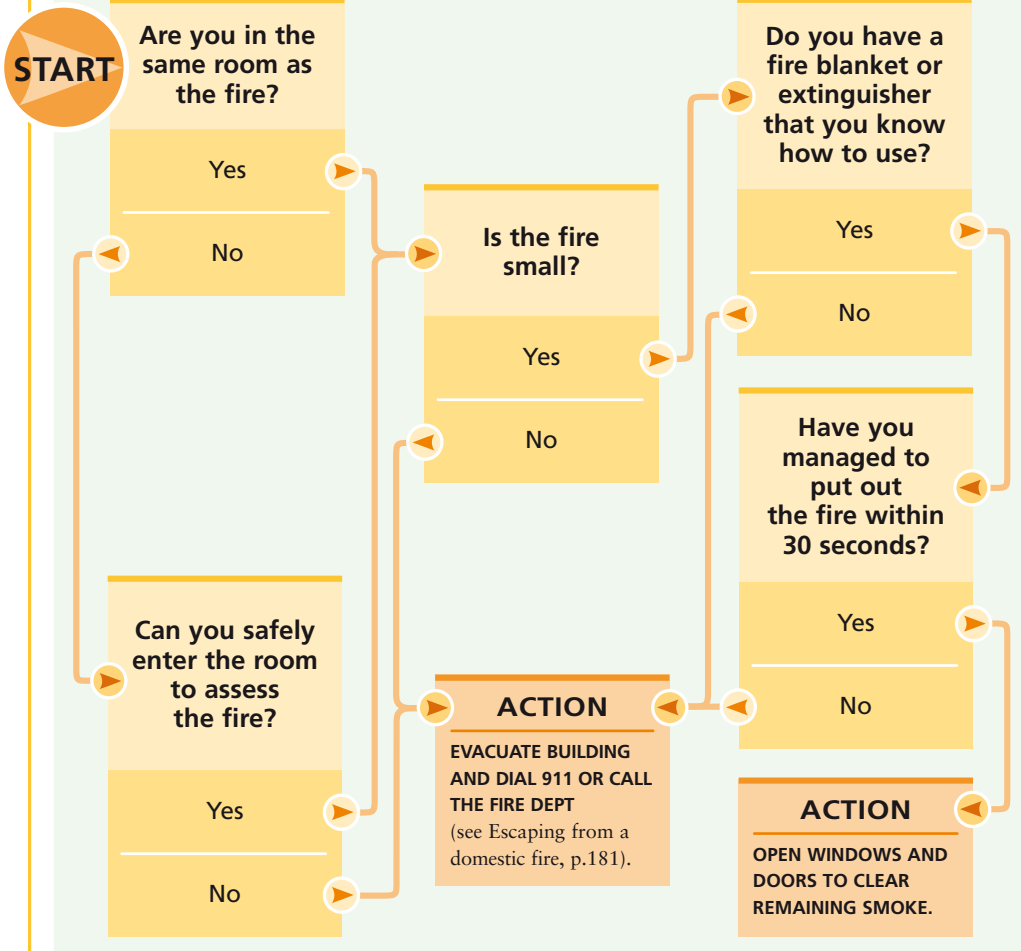 START
Are you in the
same room as
the fire?
Yes
No
Can you safely
enter the room
to assess
the fire?
Yes
No
Is the fire
small?
Yes
No
ACTION
EVACUATE BUILDING
AND DIAL 911 OR CALL
THE FIRE DEPT
(see Escaping from a
domestic fire, p.181).
Do you have a
fire blanket or
extinguisher
that you know
how to use?
Yes
No
Have you
managed to
put out
the fire within
30 seconds?
Yes
No
ACTION
OPEN WINDOWS AND
DOORS TO CLEAR
REMAINING SMOKE.